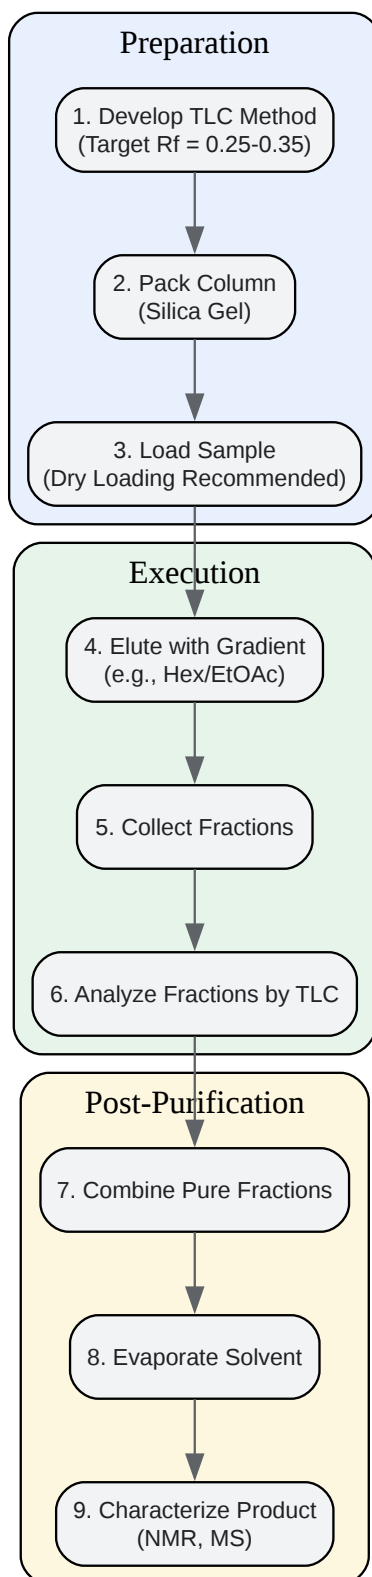 Preparation
1. Develop TLC Method
(Target Rf = 0.25-0.35)
2. Pack Column
(Silica Gel)
3. Load Sample
(Dry Loading Recommended)
Execution
4. Elute with Gradient
(e.g., Hex/EtOAc)
5. Collect Fractions
6. Analyze Fractions by TLC
Post-Purification
7. Combine Pure Fractions
8. Evaporate Solvent
9. Characterize Product
(NMR, MS)